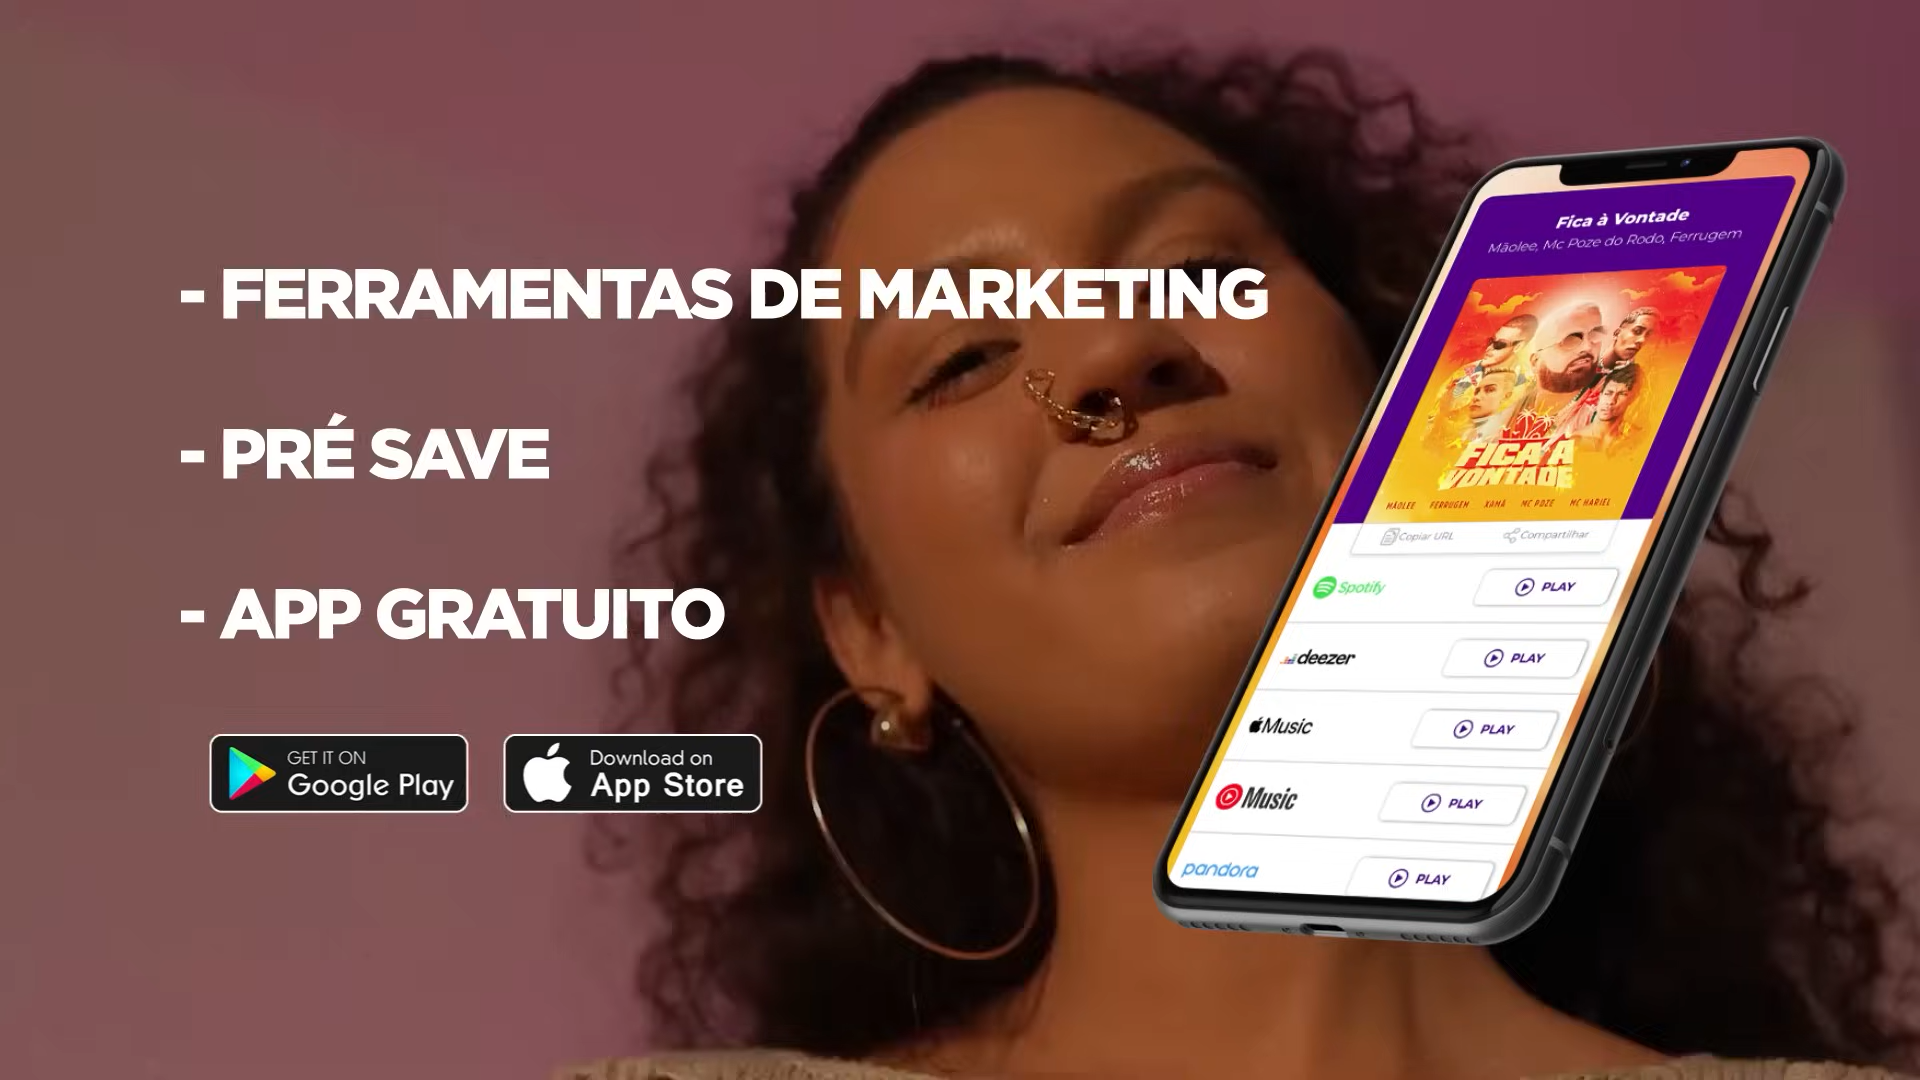 - FERRAMENTAS DE MARKETING
- PRÉ SAVE
- APP GRATUITO
GET IT ON
Google Play
Download on
App Store
Fica à Vontade
Mãolee, Mc Poze do Rodo, Ferrugem
FICA À
VONTADE
MÃOLEE FERRUGEM XAMÃ MC POZE MC HARIEL
Copiar URL Compartilhar
Spotify PLAY
deezer PLAY
Music PLAY
Music PLAY
pandora PLAY